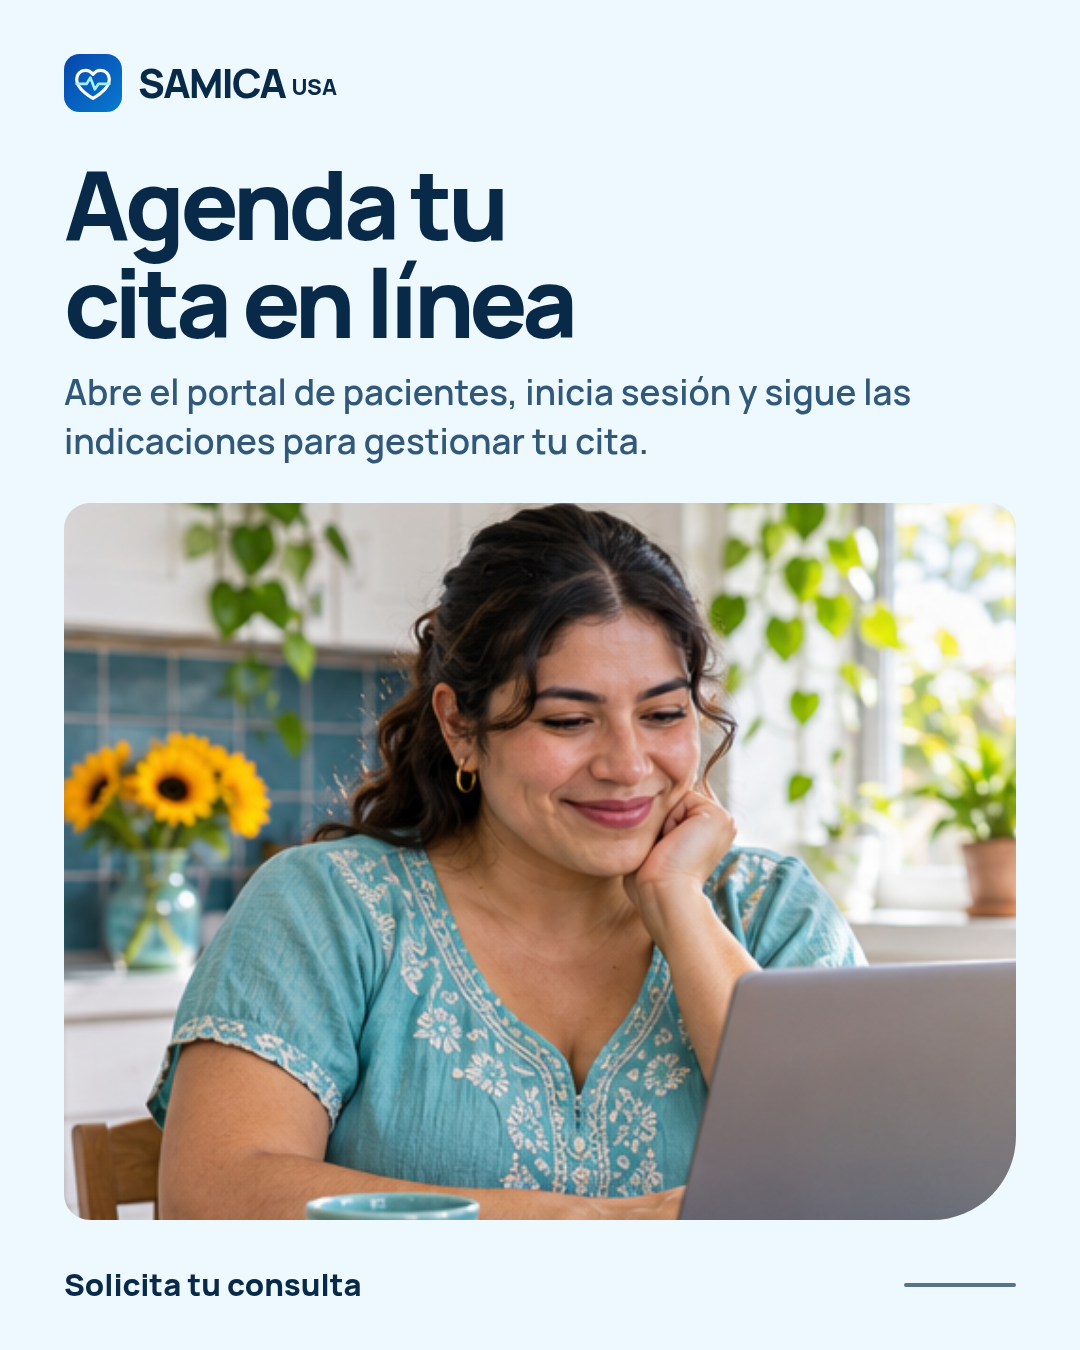 SAMICA USA
Agenda tu
cita en línea
Abre el portal de pacientes, inicia sesión y sigue las
indicaciones para gestionar tu cita.
Solicita tu consulta